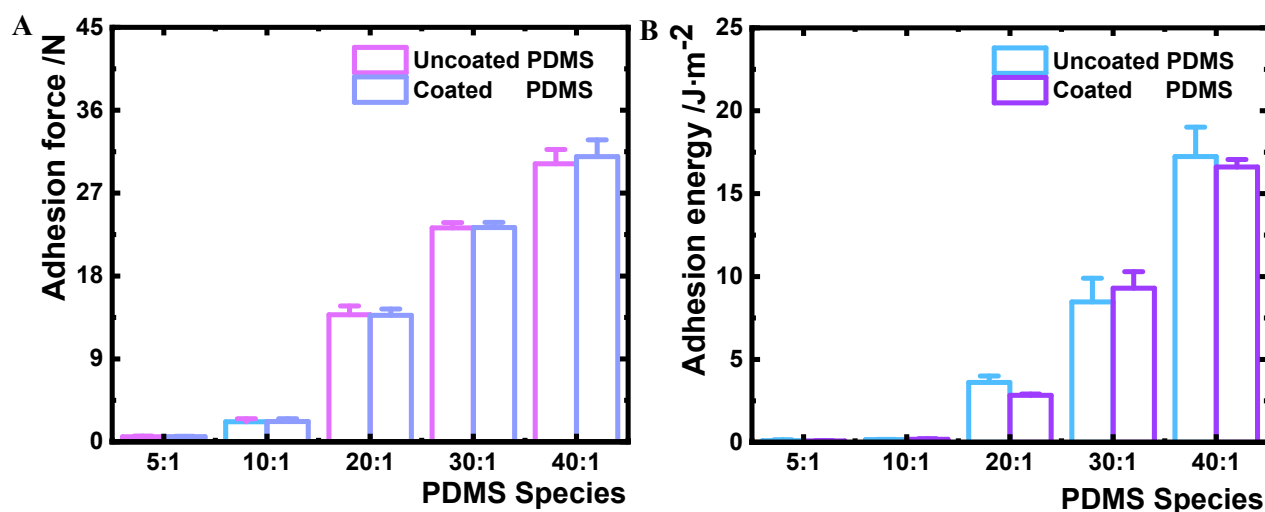 A
Adhesion force /N
45
36
27
18
9
0
Uncoated PDMS
Coated PDMS
5:1 10:1 20:1 30:1 40:1
PDMS Species
B
Adhesion energy /J·m⁻²
25
20
15
10
5
0
Uncoated PDMS
Coated PDMS
5:1 10:1 20:1 30:1 40:1
PDMS Species